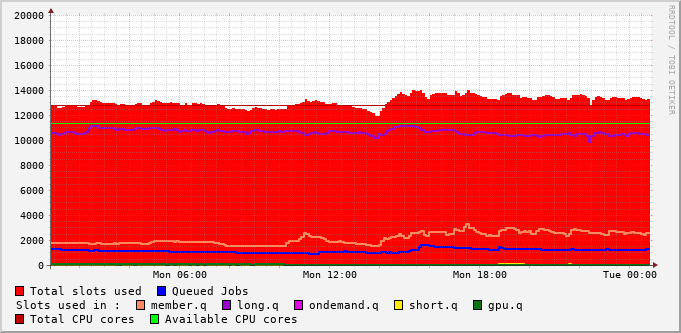 20000
18000
16000
14000
12000
10000
8000
6000
4000
2000
0
Mon 06:00 Mon 12:00 Mon 18:00 Tue 00:00
RRDTOOL / TOBI OETIKER
Total slots used Queued Jobs
Slots used in : member.q long.q ondemand.q short.q gpu.q
Total CPU cores Available CPU cores